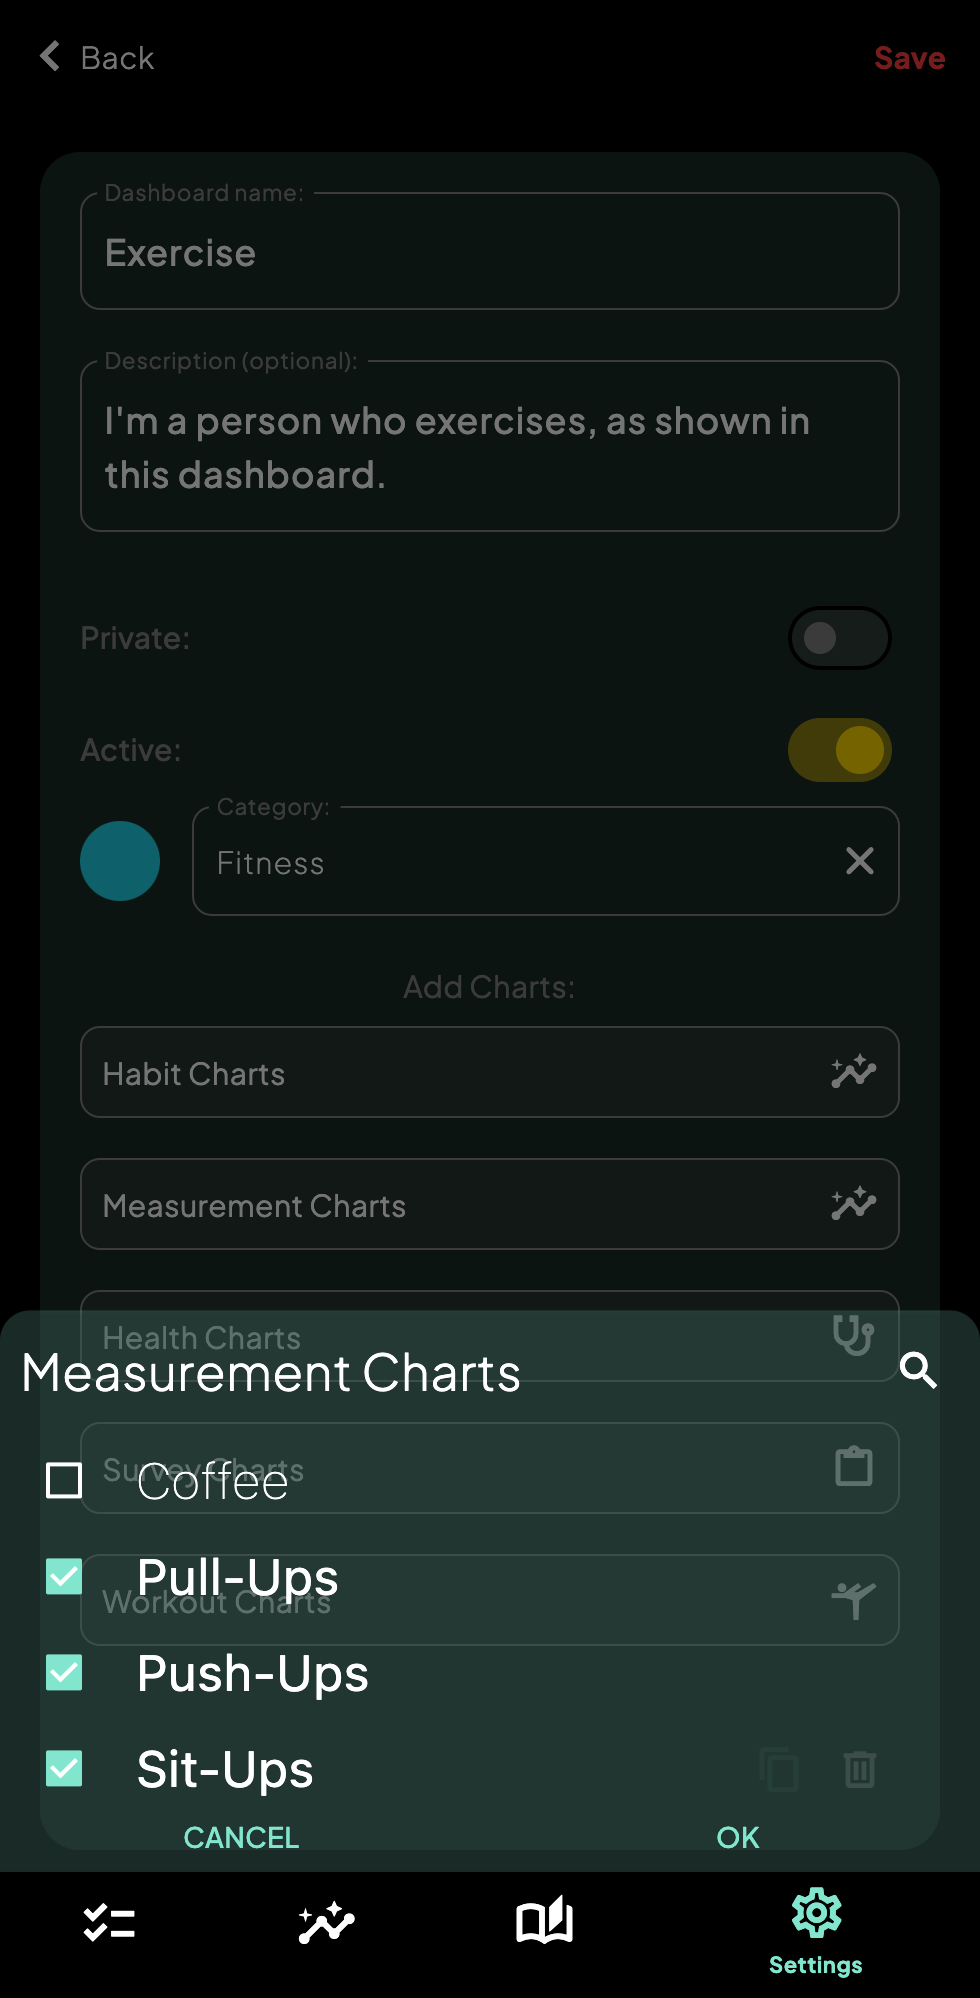 Back
Save
Dashboard name:
Exercise
Description (optional):
I'm a person who exercises, as shown in
this dashboard.
Private:
Active:
Category:
Fitness
Add Charts:
Habit Charts
Measurement Charts
Health Charts
Measurement Charts
Survey Charts
Coffee
Pull-Ups
Workout Charts
Push-Ups
Sit-Ups
CANCEL
OK
Settings